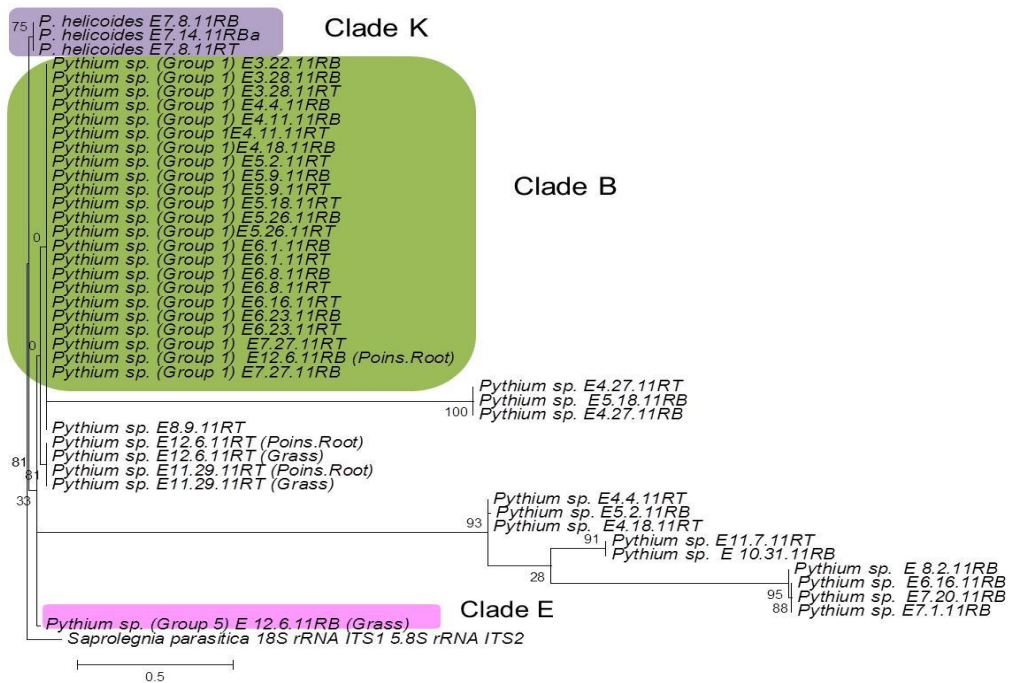 75
P. helicoides E7.8.11RB
P. helicoides E7.14.11RBa
P. helicoides E7.8.11RT
Clade K
Pythium sp. (Group 1) E3.22.11RB
Pythium sp. (Group 1) E3.28.11RB
Pythium sp. (Group 1) E3.28.11RT
Pythium sp. (Group 1) E4.4.11RB
Pythium sp. (Group 1) E4.11.11RB
Pythium sp. (Group 1E4.11.11RT
Pythium sp. (Group 1)E4.18.11RB
Pythium sp. (Group 1) E5.2.11RT
Pythium sp. (Group 1) E5.9.11RB
Pythium sp. (Group 1) E5.9.11RT
Pythium sp. (Group 1) E5.18.11RT
Pythium sp. (Group 1) E5.26.11RB
Pythium sp. (Group 1)E5.26.11RT
Pythium sp. (Group 1) E6.1.11RB
Pythium sp. (Group 1) E6.1.11RT
Pythium sp. (Group 1) E6.8.11RB
Pythium sp. (Group 1) E6.8.11RT
Pythium sp. (Group 1) E6.16.11RT
Pythium sp. (Group 1) E6.23.11RB
Pythium sp. (Group 1) E6.23.11RT
Pythium sp. (Group 1) E7.27.11RT
Pythium sp. (Group 1) E12.6.11RB (Poins.Root)
Pythium sp. (Group 1) E7.27.11RB
Clade B
0
0
Pythium sp. E4.27.11RT
Pythium sp. E5.18.11RB
Pythium sp. E4.27.11RB
100
Pythium sp. E8.9.11RT
Pythium sp. E12.6.11RT (Poins.Root)
Pythium sp. E12.6.11RT (Grass)
Pythium sp. E11.29.11RT (Poins.Root)
Pythium sp. E11.29.11RT (Grass)
81
81
33
Pythium sp. E4.4.11RT
Pythium sp. E5.2.11RB
Pythium sp. E4.18.11RT
93
91
Pythium sp. E11.7.11RT
Pythium sp. E 10.31.11RB
28
Pythium sp. E 8.2.11RB
Pythium sp. E6.16.11RB
Pythium sp. E7.20.11RB
Pythium sp. E7.1.11RB
95
88
Clade E
Pythium sp. (Group 5) E 12.6.11RB (Grass)
Saprolegnia parasitica 18S rRNA ITS1 5.8S rRNA ITS2
0.5